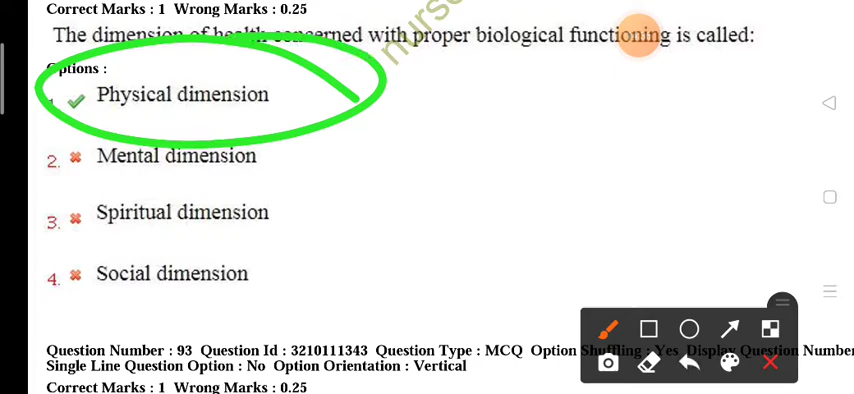 Correct Marks : 1 Wrong Marks : 0.25
The dimension of health concerned with proper biological functioning is called:
Options :
1. Physical dimension
2. Mental dimension
3. Spiritual dimension
4. Social dimension
Question Number : 93 Question Id : 3210111343 Question Type : MCQ Option Shuffling : Yes Display Question Number
Single Line Question Option : No Option Orientation : Vertical
Correct Marks : 1 Wrong Marks : 0.25
nurse